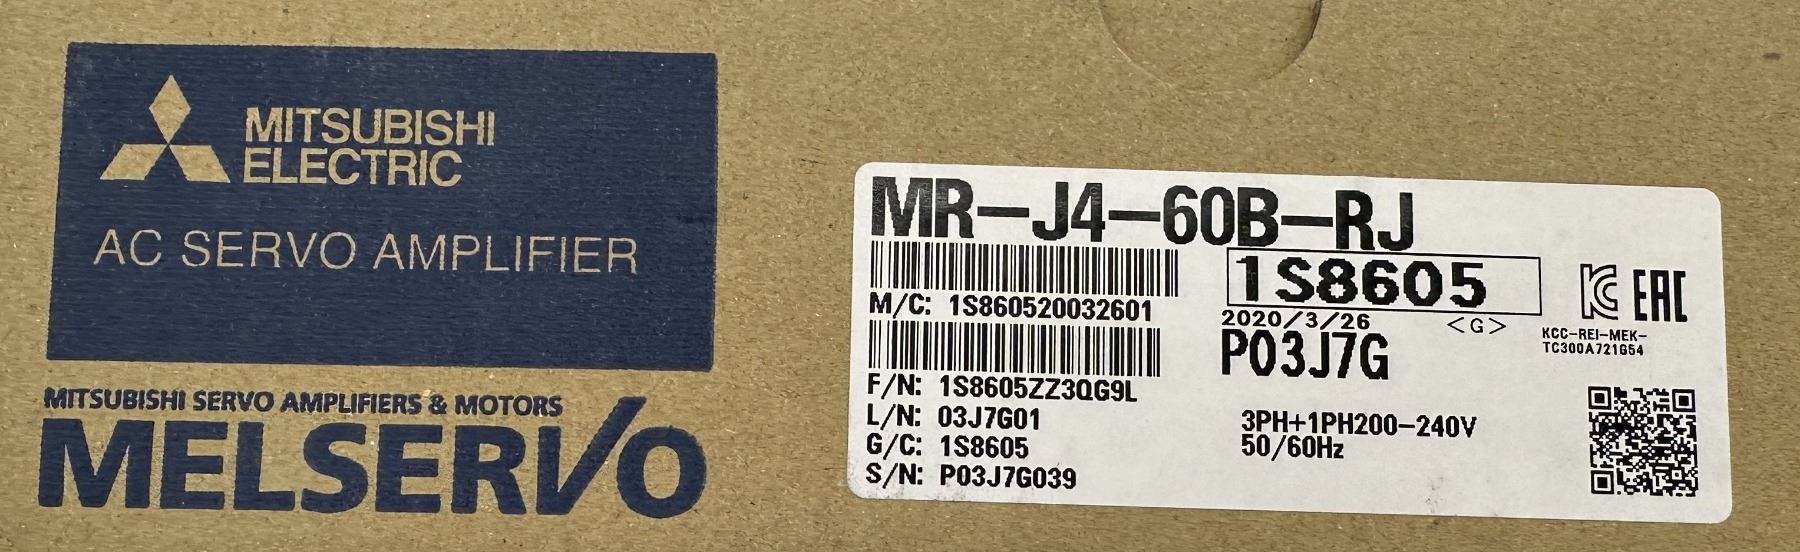 MITSUBISHI
ELECTRIC
AC SERVO AMPLIFIER
MITSUBISHI SERVO AMPLIFIERS & MOTORS
MELSERVO
MR-J4-60B-RJ
1S8605
M/C: 1S860520032601
2020/3/26 <G>
P03J7G
EAC
KCC-REI-MEK-
TC300A721G54
F/N: 1S8605ZZ3QG9L
L/N: 03J7G01
G/C: 1S8605
S/N: P03J7G039
3PH+1PH200-240V
50/60Hz